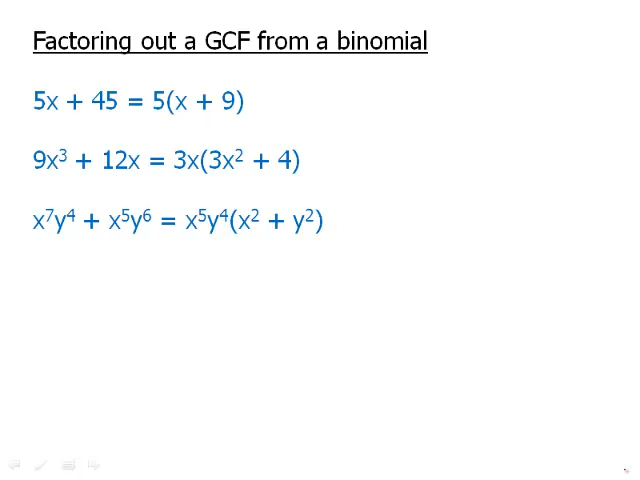 Factoring out a GCF from a binomial
5x + 45 = 5(x + 9)
9x³ + 12x = 3x(3x² + 4)
x⁷y⁴ + x⁵y⁶ = x⁵y⁴(x² + y²)